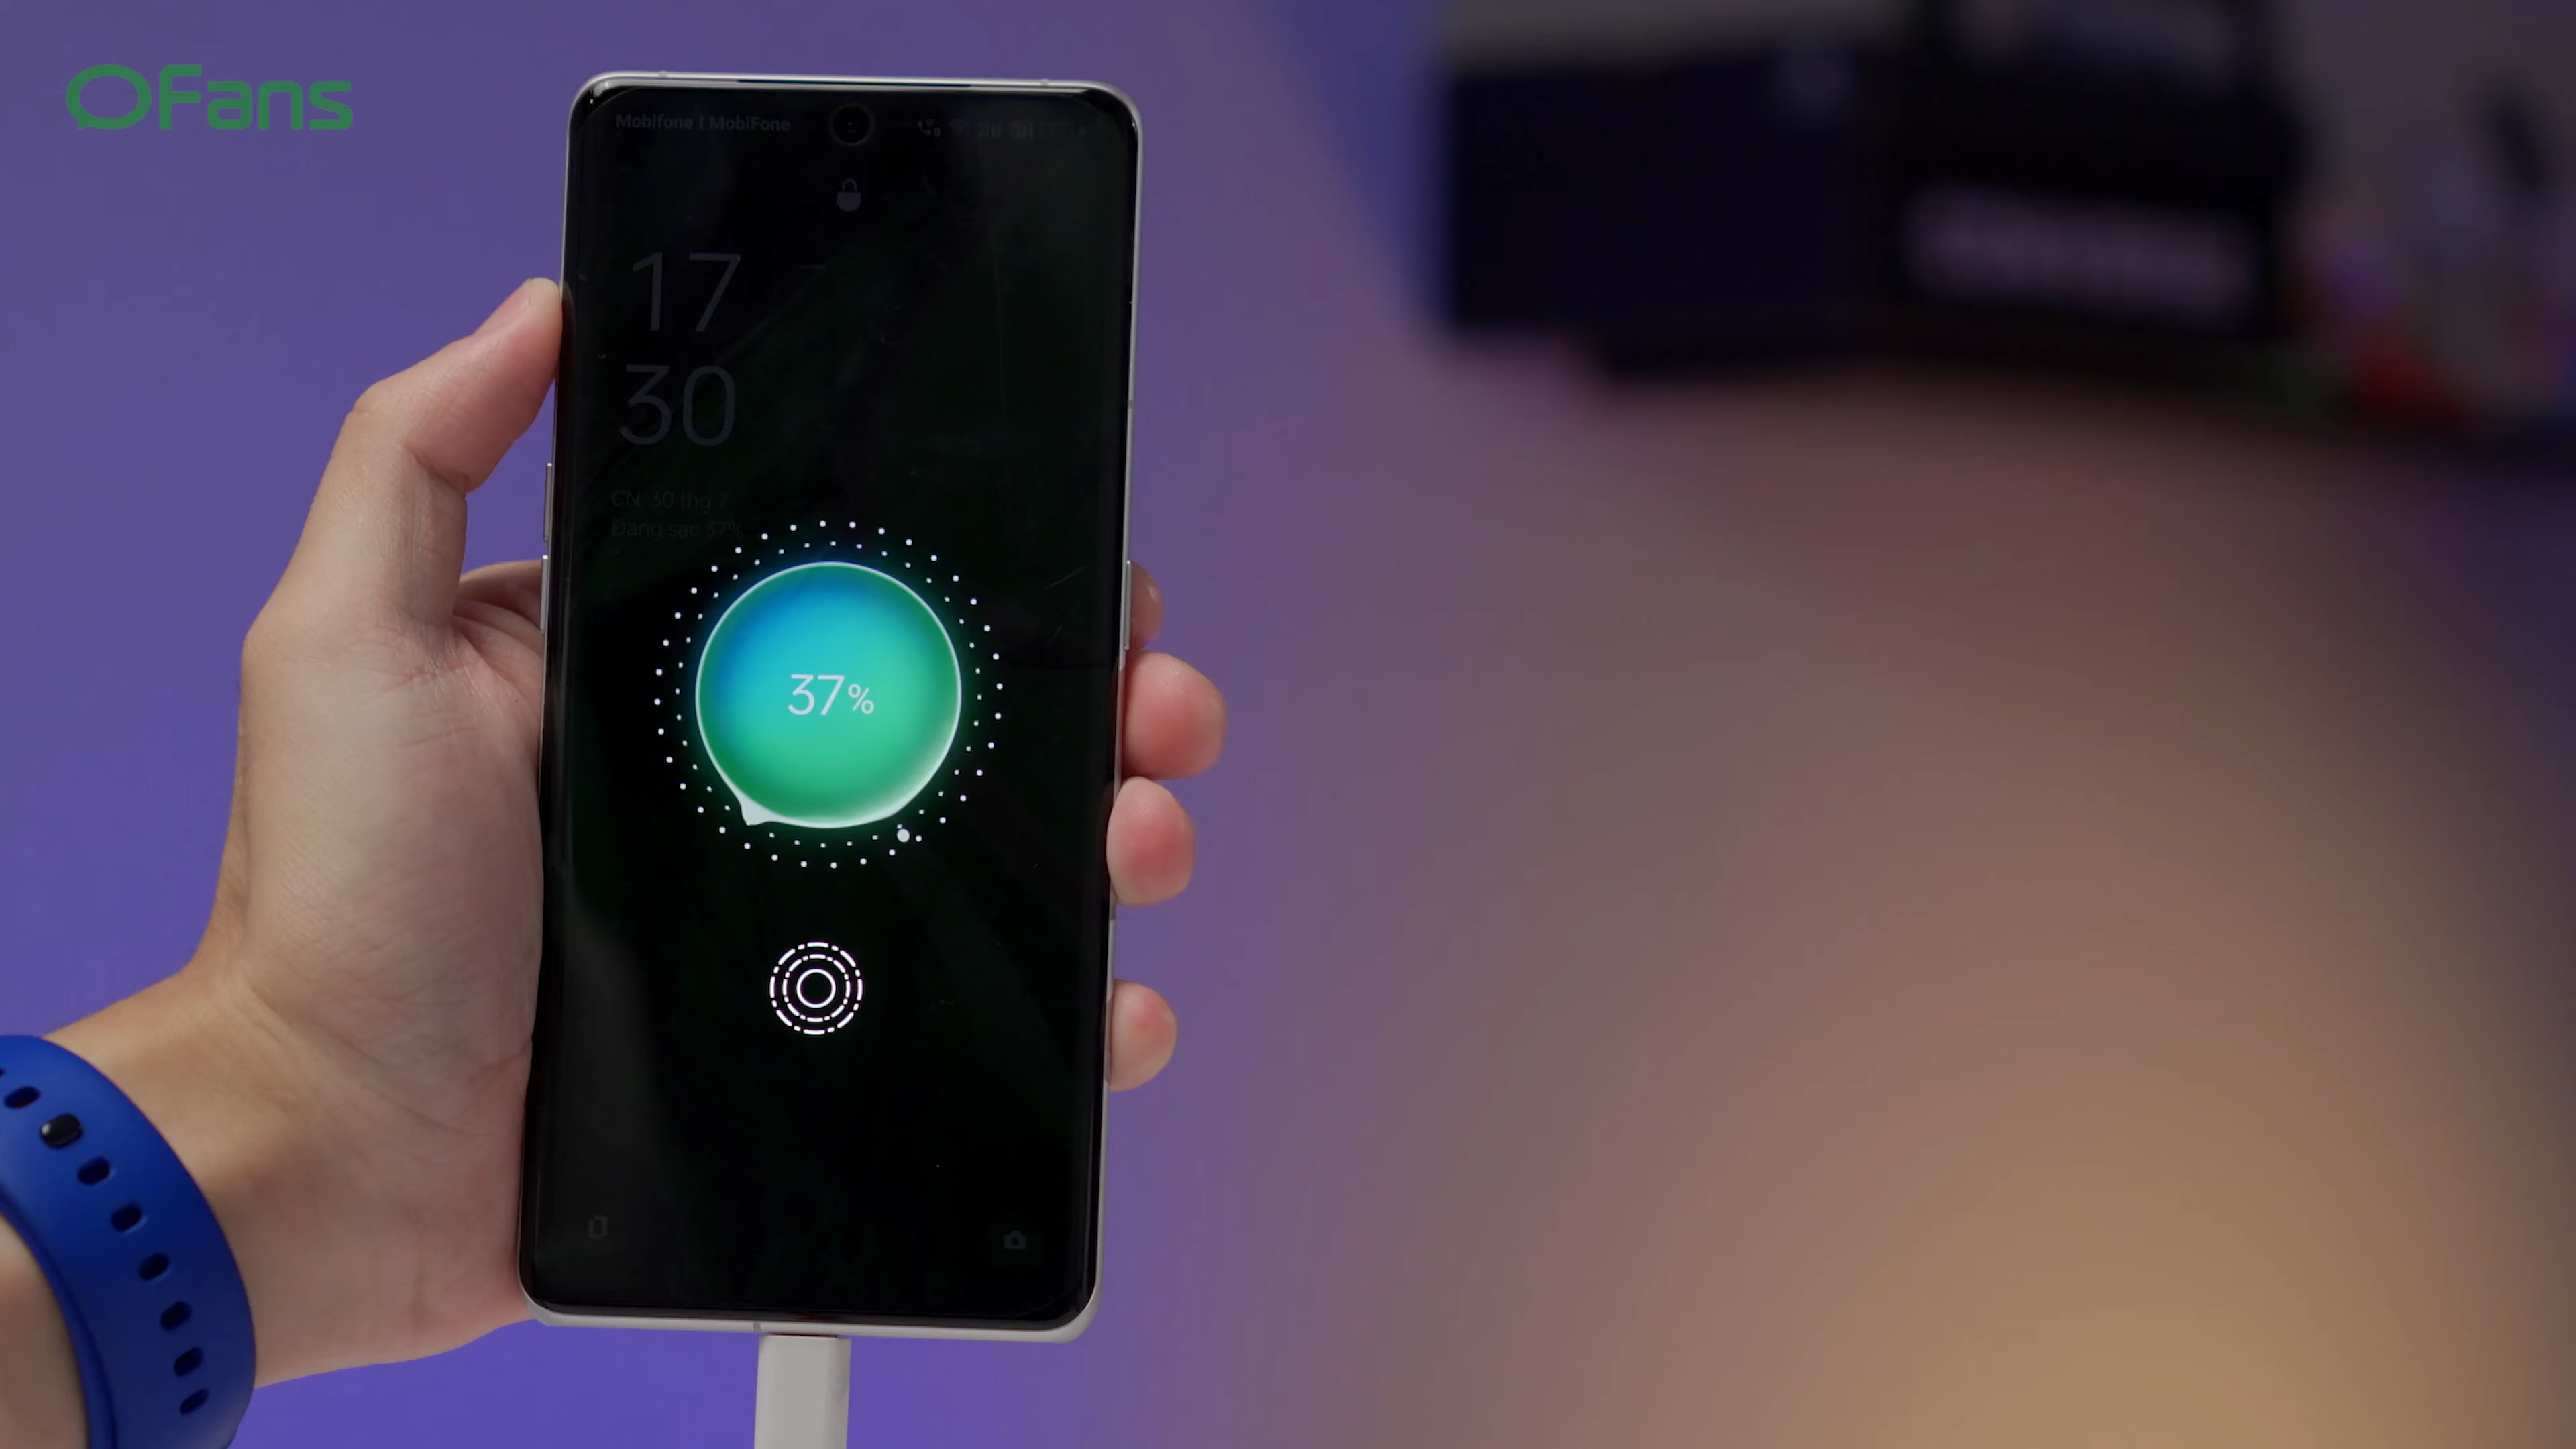 OFans
Mobifone | MobiFone
17
30
CN 30 thg 7
Đang sạc 37%
37%